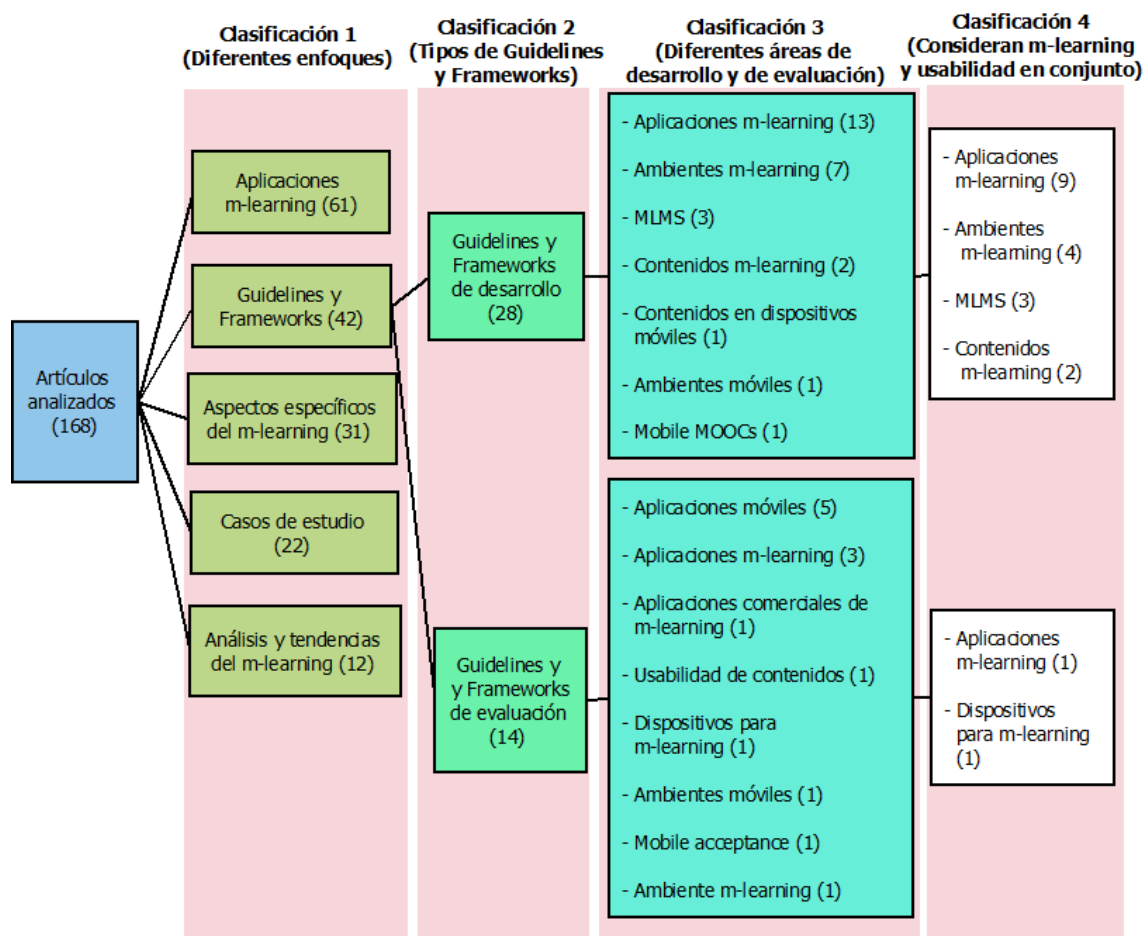 Clasificación 1
(Diferentes enfoques)
Clasificación 2
(Tipos de Guidelines
y Frameworks)
Clasificación 3
(Diferentes áreas de
desarrollo y de evaluación)
Clasificación 4
(Consideran m-learning
y usabilidad en conjunto)
Artículos
analizados
(168)
Aplicaciones
m-learning (61)
Guidelines y
Frameworks (42)
Aspectos específicos
del m-learning (31)
Casos de estudio
(22)
Análisis y tendencias
del m-learning (12)
Guidelines y
Frameworks
de desarrollo
(28)
Guidelines y
y Frameworks
de evaluación
(14)
- Aplicaciones m-learning (13)
- Ambientes m-learning (7)
- MLMS (3)
- Contenidos m-learning (2)
- Contenidos en dispositivos
móviles (1)
- Ambientes móviles (1)
- Mobile MOOCs (1)
- Aplicaciones móviles (5)
- Aplicaciones m-learning (3)
- Aplicaciones comerciales de
m-learning (1)
- Usabilidad de contenidos (1)
- Dispositivos para
m-learning (1)
- Ambientes móviles (1)
- Mobile acceptance (1)
- Ambiente m-learning (1)
- Aplicaciones
m-learning (9)
- Ambientes
m-learning (4)
- MLMS (3)
- Contenidos
m-learning (2)
- Aplicaciones
m-learning (1)
- Dispositivos
para m-learning
(1)